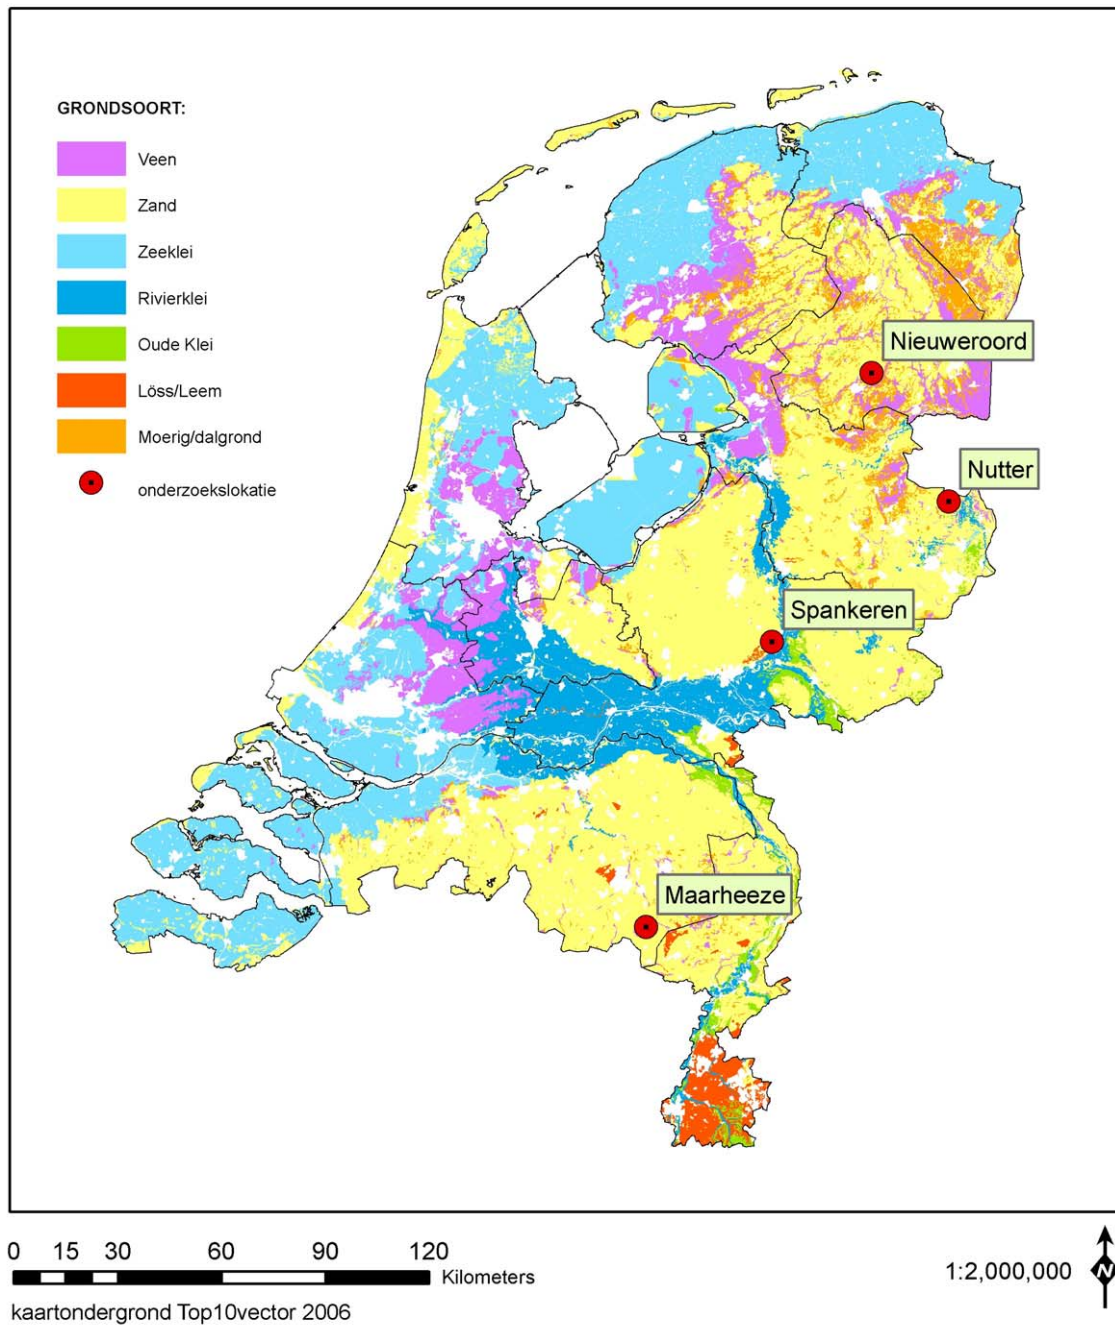 GRONDSOORT:
Veen
Zand
Zeeklei
Rivierklei
Oude Klei
Löss/Leem
Moerig/dalgrond
onderzoekslokatie
Nieuweroord
Nutter
Spankeren
Maarheeze
0 15 30 60 90 120
Kilometers
1:2,000,000
N
kaartondergrond Top10vector 2006